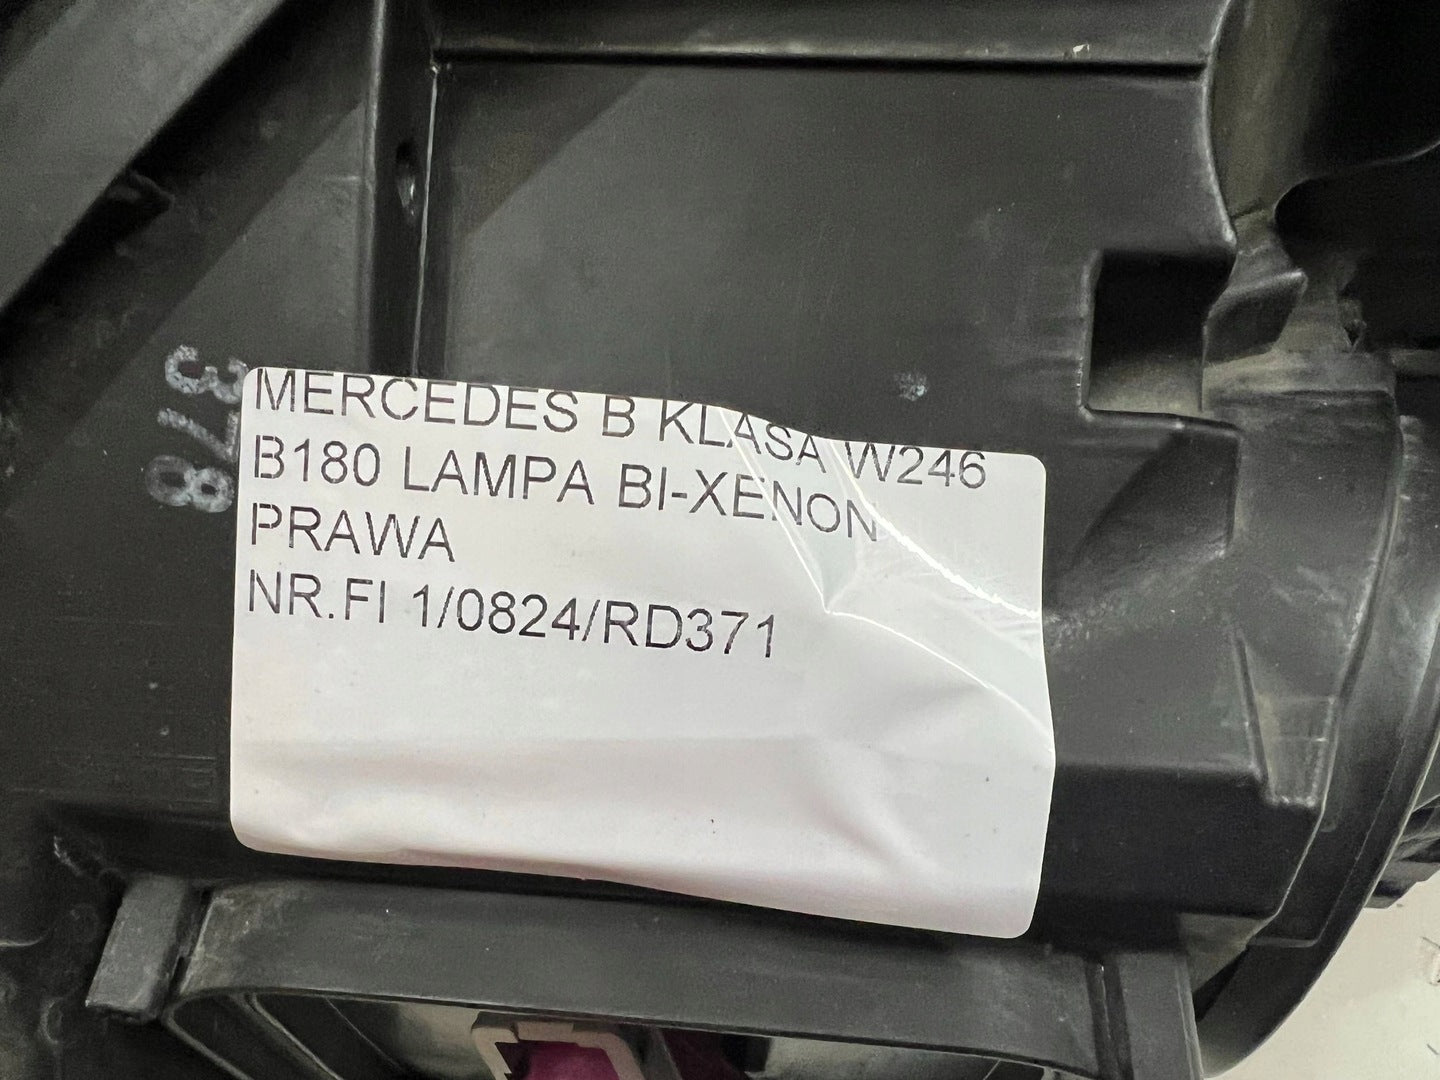 MERCEDES B KLASA W246
B180 LAMPA BI-XENON
PRAWA
NR.FI 1/0824/RD371
378